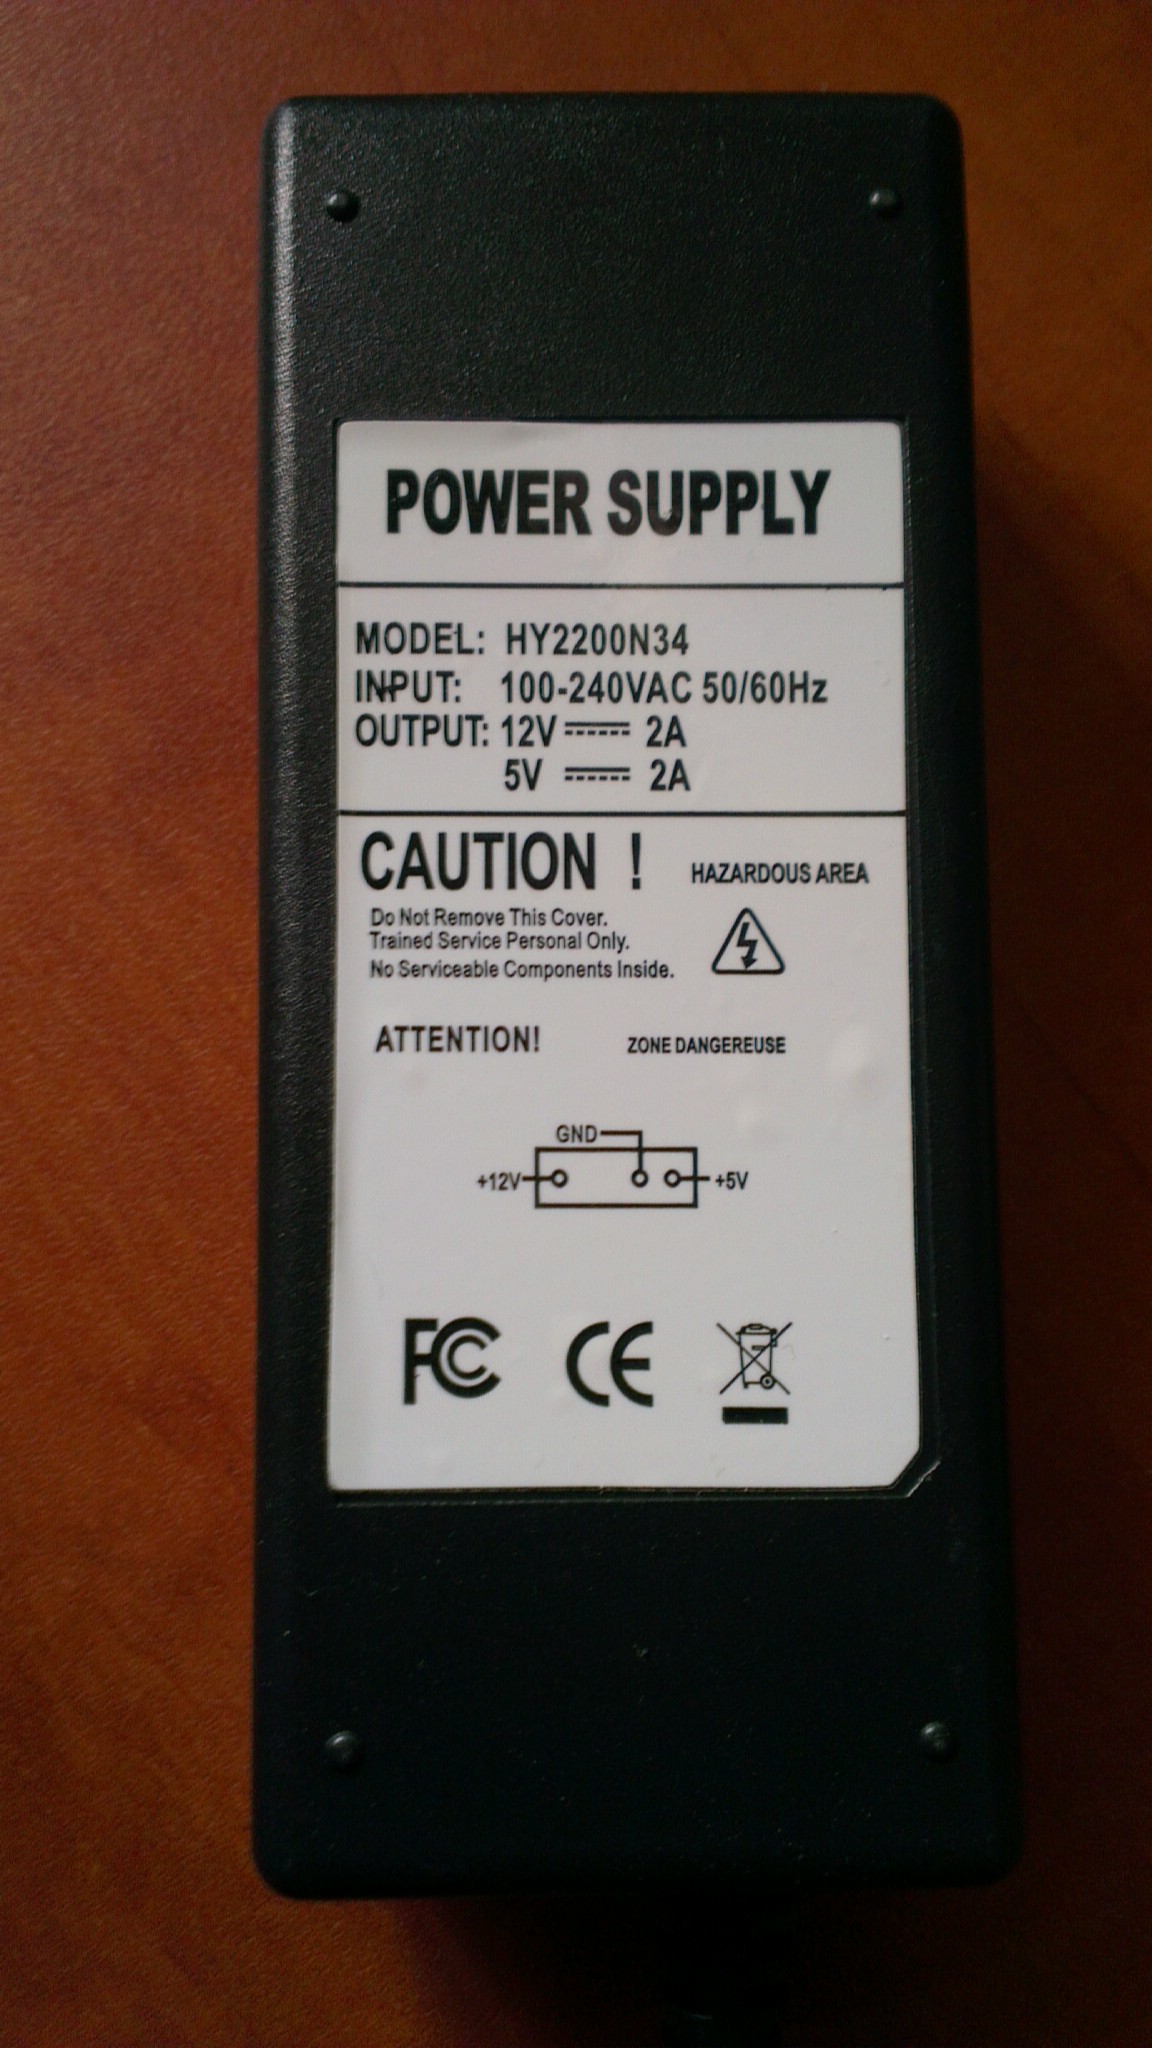 POWER SUPPLY
MODEL: HY2200N34
INPUT: 100-240VAC 50/60Hz
OUTPUT: 12V 2A
5V 2A
CAUTION ! HAZARDOUS AREA
Do Not Remove This Cover.
Trained Service Personal Only.
No Serviceable Components Inside.
ATTENTION! ZONE DANGEREUSE
GND
+12V +5V
FC CE